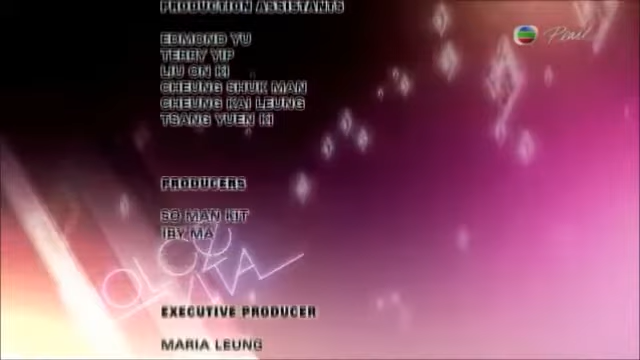 PRODUCTION ASSISTANTS
Pearl
EDMOND YU
TERRY YIP
LIU ON KI
CHEUNG SHUK MAN
CHEUNG KAI LEUNG
TSANG YUEN KI
PRODUCERS
SO MAN KIT
IBY MA
EXECUTIVE PRODUCER
MARIA LEUNG